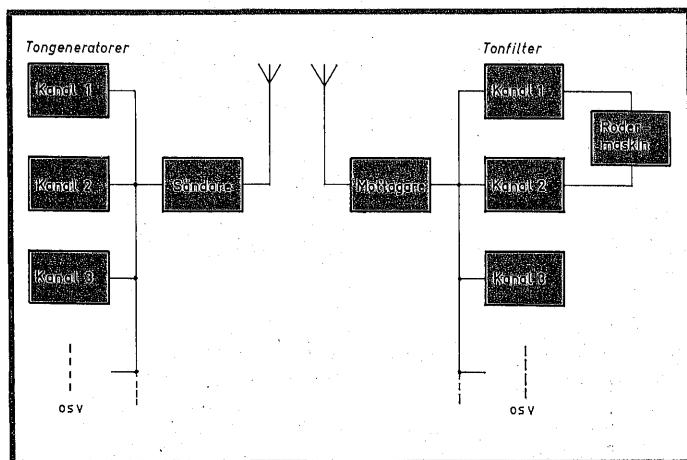 Tongeneratorer
Kanal 1
Kanal 2
Kanal 3
osv
Sändare
Mottagare
Tonfilter
Kanal 1
Kanal 2
Kanal 3
osv
Roder
maskin